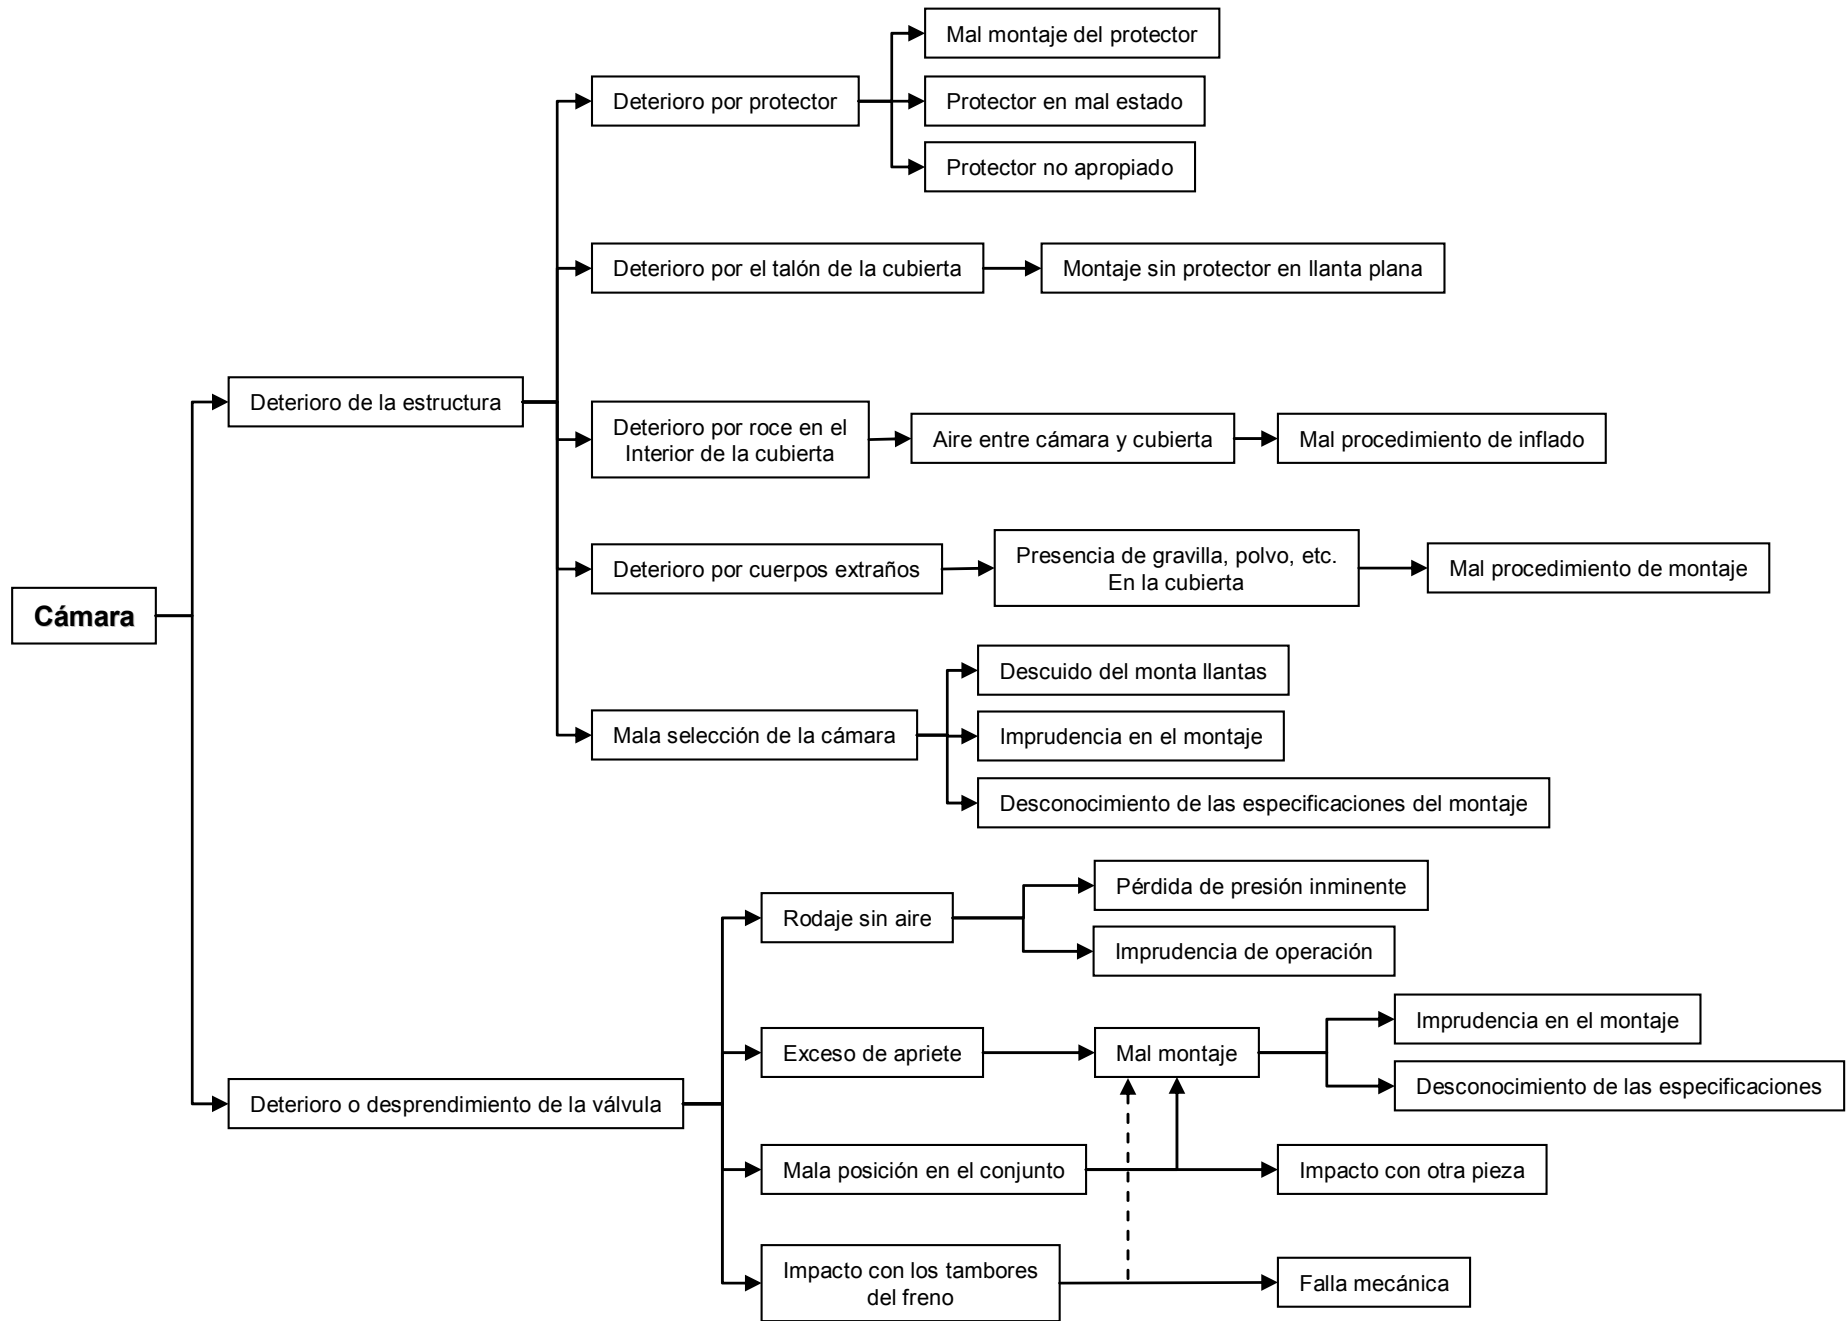 Mal montaje del protector
Deterioro por protector
Protector en mal estado
Protector no apropiado
Deterioro por el talón de la cubierta
Montaje sin protector en llanta plana
Deterioro de la estructura
Deterioro por roce en el
Interior de la cubierta
Aire entre cámara y cubierta
Mal procedimiento de inflado
Deterioro por cuerpos extraños
Presencia de gravilla, polvo, etc.
En la cubierta
Mal procedimiento de montaje
Cámara
Descuido del monta llantas
Mala selección de la cámara
Imprudencia en el montaje
Desconocimiento de las especificaciones del montaje
Pérdida de presión inminente
Rodaje sin aire
Imprudencia de operación
Imprudencia en el montaje
Exceso de apriete
Mal montaje
Desconocimiento de las especificaciones
Deterioro o desprendimiento de la válvula
Mala posición en el conjunto
Impacto con otra pieza
Impacto con los tambores
del freno
Falla mecánica